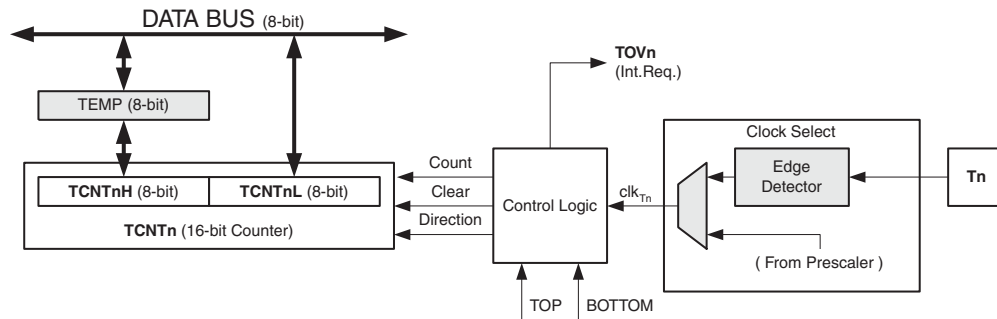 DATA BUS (8-bit)
TOVn
(Int.Req.)
TEMP (8-bit)
Clock Select
Count
Edge
Detector
Tn
TCNTnH (8-bit) TCNTnL (8-bit)
Clear
Control Logic
clkTn
TCNTn (16-bit Counter)
Direction
( From Prescaler )
TOP
BOTTOM